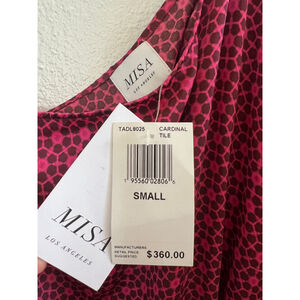 MISA
LOS ANGELES
TADL8025 CARDINAL
TILE
1 95560 02806 6
SMALL
MANUFACTURERS
RETAIL PRICE
SUGGESTED $360.00
MISA
LOS ANGELES